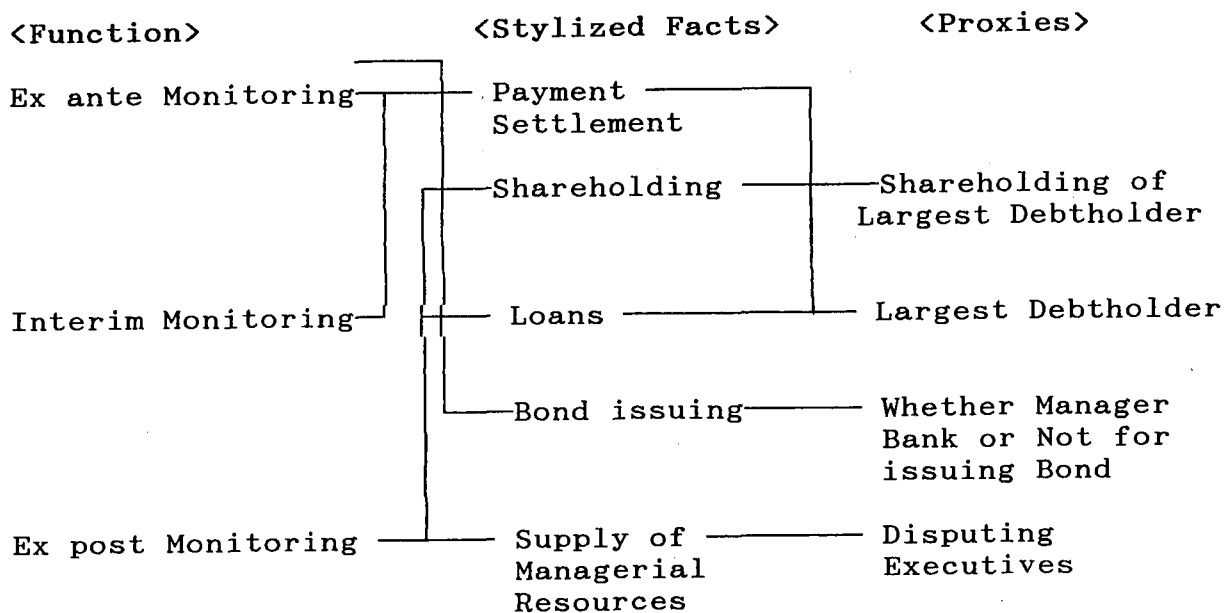 <Function> <Stylized Facts> <Proxies>
Ex ante Monitoring Payment
Settlement
Shareholding Shareholding of
Largest Debtholder
Interim Monitoring Loans Largest Debtholder
Bond issuing Whether Manager
Bank or Not for
issuing Bond
Ex post Monitoring Supply of Disputing
Managerial Executives
Resources